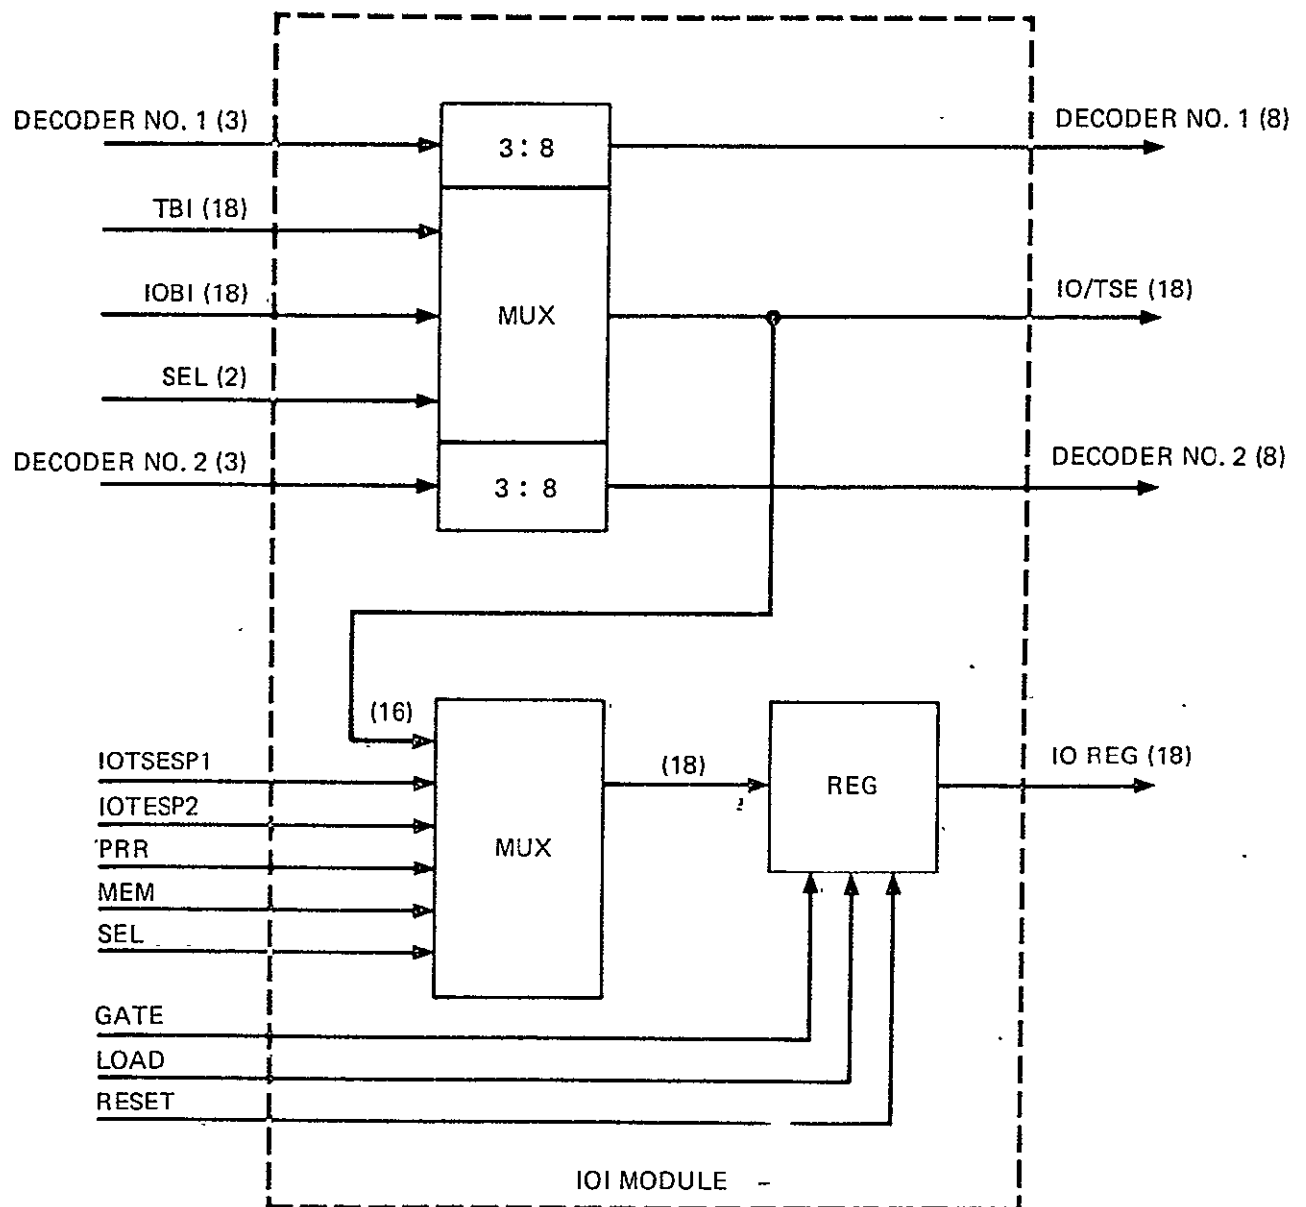 DECODER NO. 1 (3)
3 : 8
DECODER NO. 1 (8)
TBI (18)
IOBI (18)
MUX
IO/TSE (18)
SEL (2)
DECODER NO. 2 (3)
3 : 8
DECODER NO. 2 (8)
(16)
IOTSESP1
IOTESP2
PRR
MEM
SEL
MUX
(18)
REG
IO REG (18)
GATE
LOAD
RESET
IOI MODULE